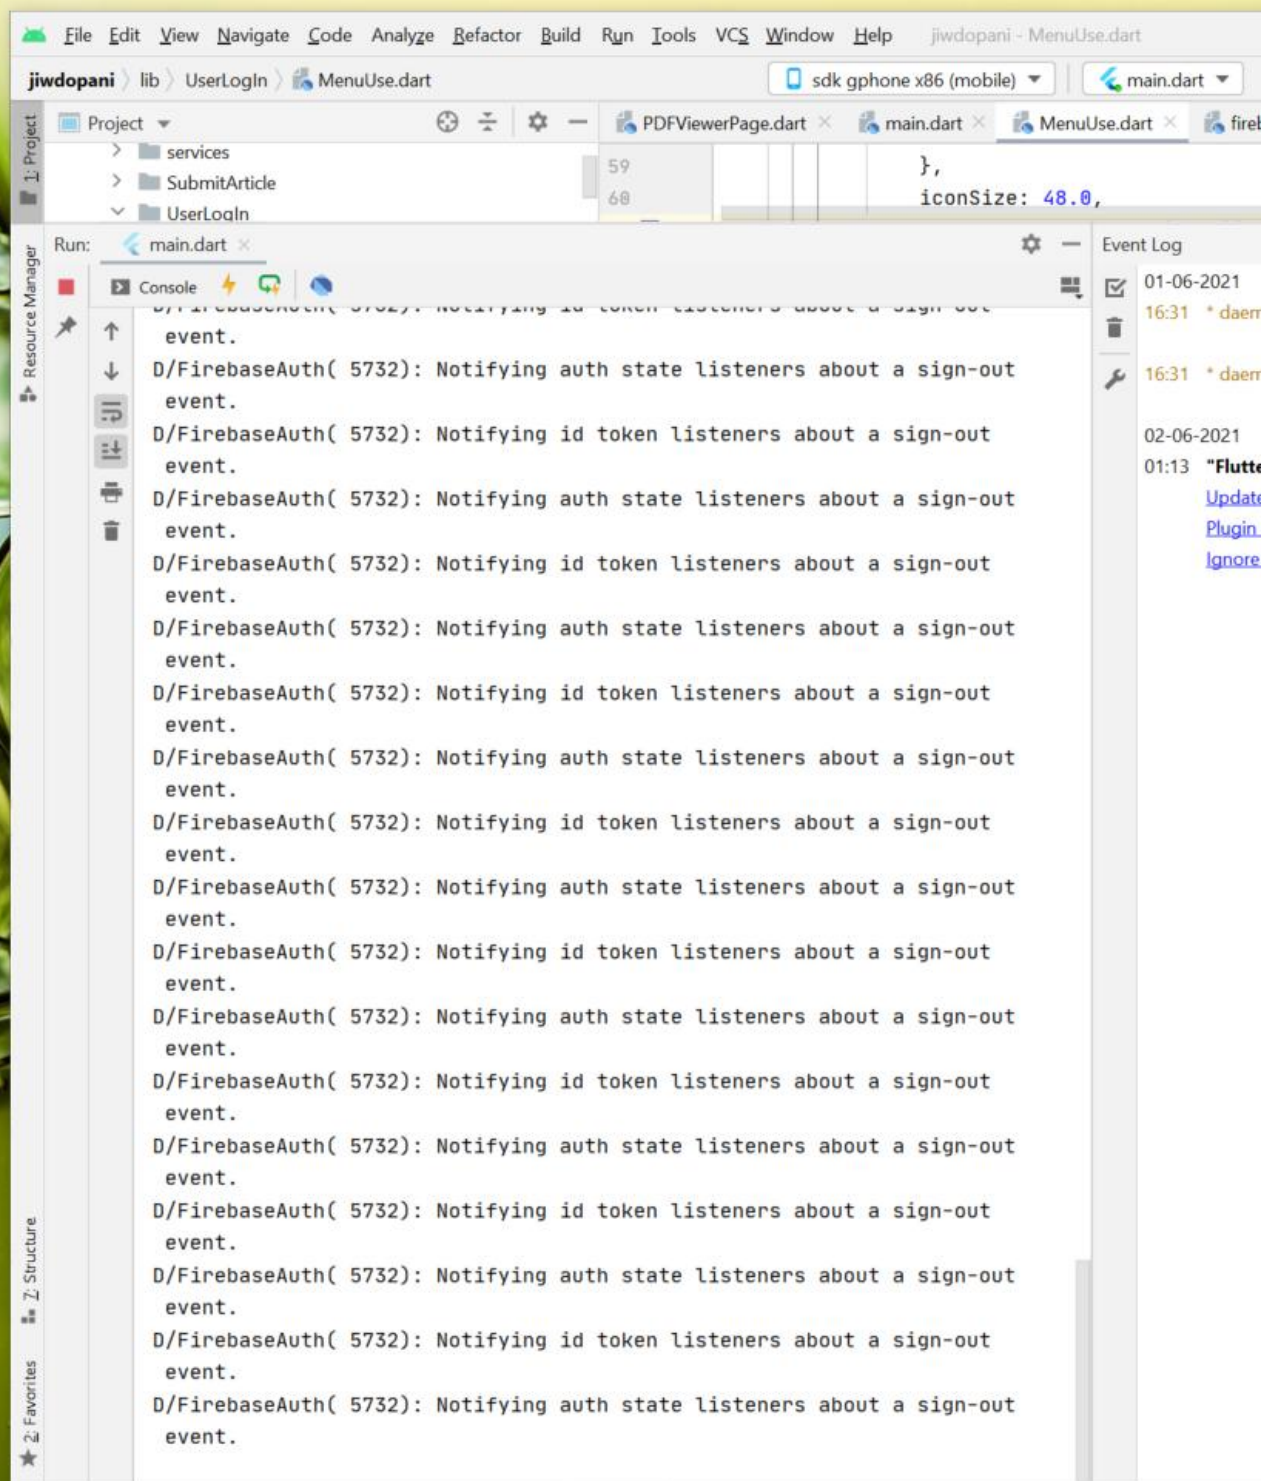 File Edit View Navigate Code Analyze Refactor Build Run Tools VCS Window Help jiwdopani - MenuUse.dart
jiwdopani lib UserLogIn MenuUse.dart sdk gphone x86 (mobile) main.dart
Project PDFViewerPage.dart main.dart MenuUse.dart
services
SubmitArticle
UserLogIn
59 },
60 iconSize: 48.0,
1: Project
Resource Manager
Z: Structure
2: Favorites
Run: main.dart
Console
D/FirebaseAuth( 5732): Notifying id token listeners about a sign-out
event.
D/FirebaseAuth( 5732): Notifying auth state listeners about a sign-out
event.
D/FirebaseAuth( 5732): Notifying id token listeners about a sign-out
event.
D/FirebaseAuth( 5732): Notifying auth state listeners about a sign-out
event.
D/FirebaseAuth( 5732): Notifying id token listeners about a sign-out
event.
D/FirebaseAuth( 5732): Notifying auth state listeners about a sign-out
event.
D/FirebaseAuth( 5732): Notifying id token listeners about a sign-out
event.
D/FirebaseAuth( 5732): Notifying auth state listeners about a sign-out
event.
D/FirebaseAuth( 5732): Notifying id token listeners about a sign-out
event.
D/FirebaseAuth( 5732): Notifying auth state listeners about a sign-out
event.
D/FirebaseAuth( 5732): Notifying id token listeners about a sign-out
event.
D/FirebaseAuth( 5732): Notifying auth state listeners about a sign-out
event.
D/FirebaseAuth( 5732): Notifying id token listeners about a sign-out
event.
D/FirebaseAuth( 5732): Notifying auth state listeners about a sign-out
event.
D/FirebaseAuth( 5732): Notifying id token listeners about a sign-out
event.
D/FirebaseAuth( 5732): Notifying auth state listeners about a sign-out
event.
D/FirebaseAuth( 5732): Notifying id token listeners about a sign-out
event.
D/FirebaseAuth( 5732): Notifying auth state listeners about a sign-out
event.
Event Log
01-06-2021
16:31 *
16:31 *
02-06-2021
01:13
Update
Plugin
Ignore